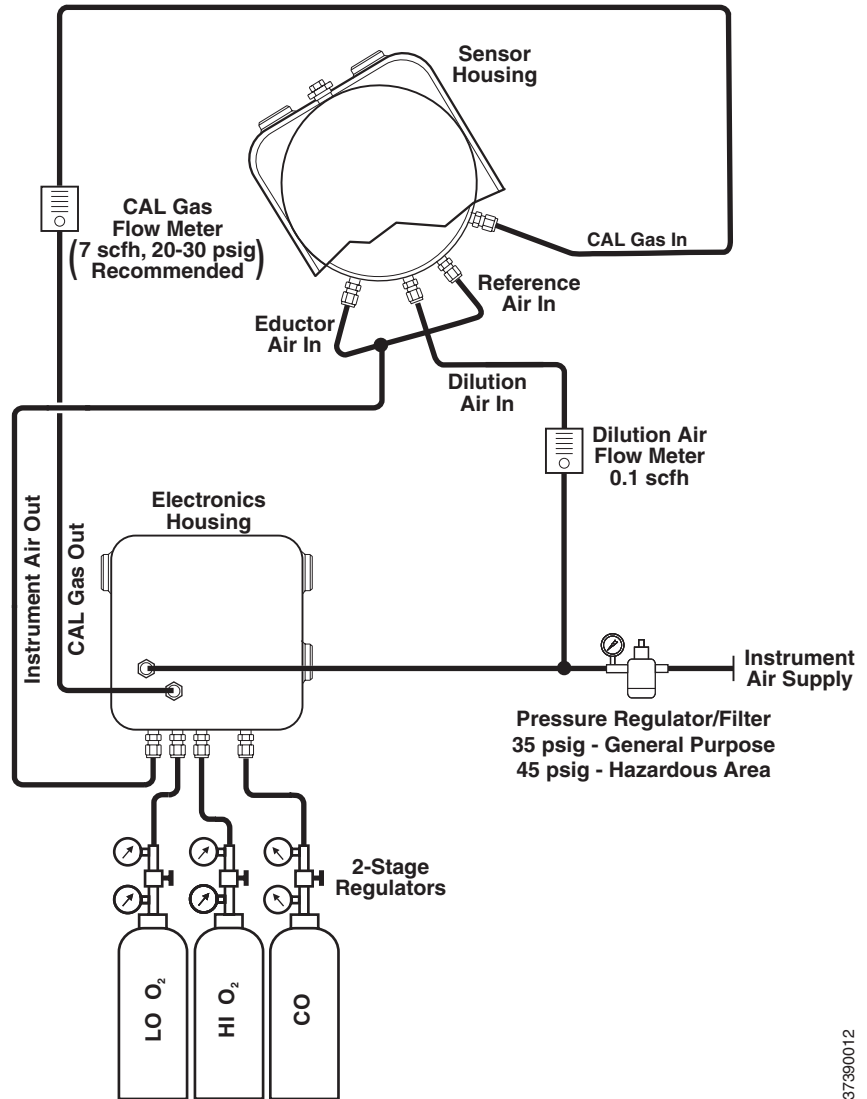 Sensor
Housing
CAL Gas
Flow Meter
(7 scfh, 20-30 psig
Recommended)
CAL Gas In
Reference
Air In
Eductor
Air In
Dilution
Air In
Dilution Air
Flow Meter
0.1 scfh
Instrument Air Out
CAL Gas Out
Electronics
Housing
Instrument
Air Supply
Pressure Regulator/Filter
35 psig - General Purpose
45 psig - Hazardous Area
2-Stage
Regulators
LO O₂
HI O₂
CO
37390012